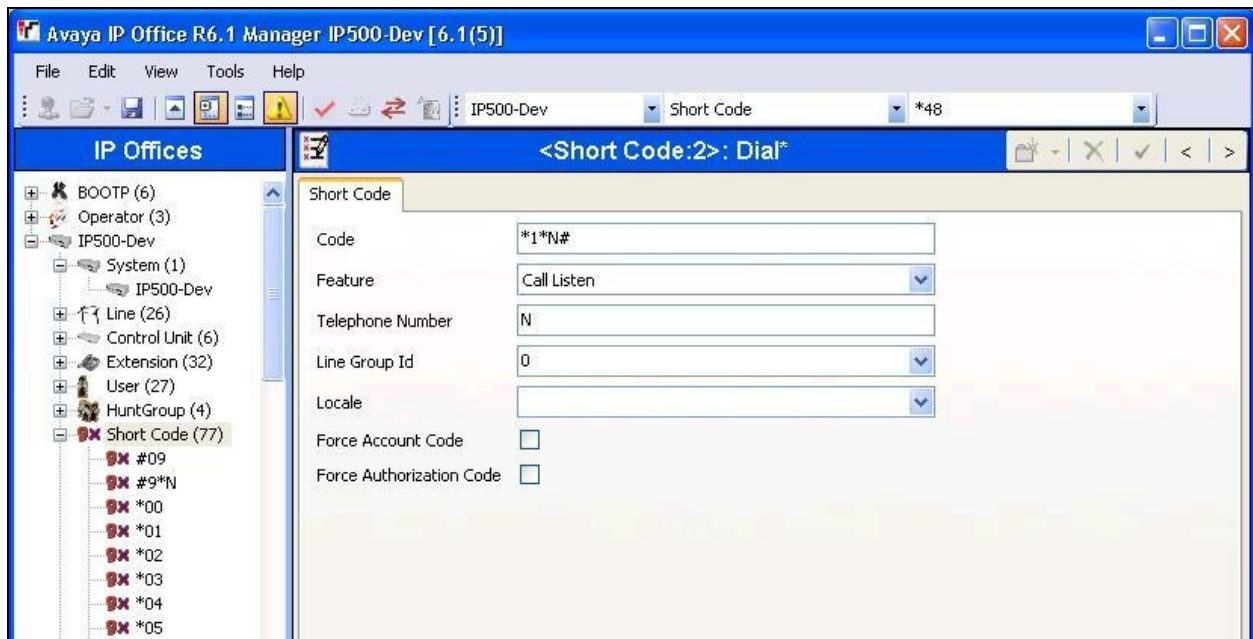 Avaya IP Office R6.1 Manager IP500-Dev [6.1(5)]
File Edit View Tools Help
IP500-Dev Short Code *48
IP Offices
<Short Code:2>: Dial*
BOOTP (6)
Operator (3)
IP500-Dev
System (1)
IP500-Dev
Line (26)
Control Unit (6)
Extension (32)
User (27)
HuntGroup (4)
Short Code (77)
#09
#9*N
*00
*01
*02
*03
*04
*05
Short Code
Code *1*N#
Feature Call Listen
Telephone Number N
Line Group Id 0
Locale
Force Account Code
Force Authorization Code